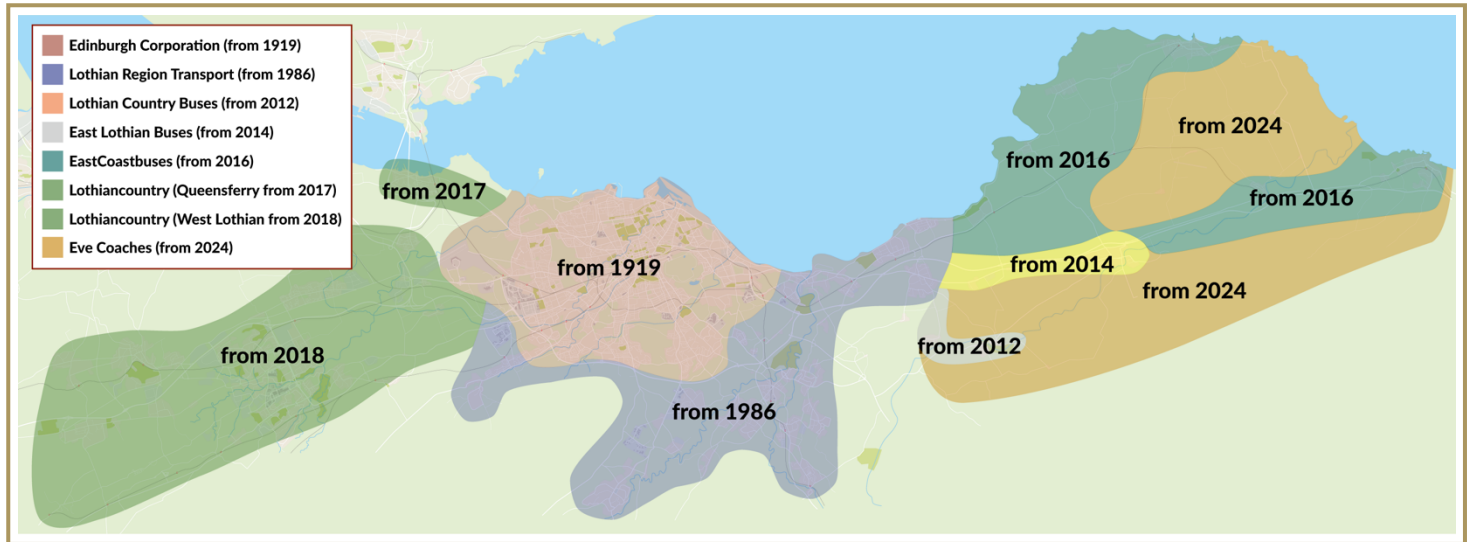 Edinburgh Corporation (from 1919)
Lothian Region Transport (from 1986)
Lothian Country Buses (from 2012)
East Lothian Buses (from 2014)
EastCoastbuses (from 2016)
Lothiancountry (Queensferry from 2017)
Lothiancountry (West Lothian from 2018)
Eve Coaches (from 2024)
from 2024
from 2016
from 2017
from 2016
from 2014
from 1919
from 2024
from 2012
from 2018
from 1986